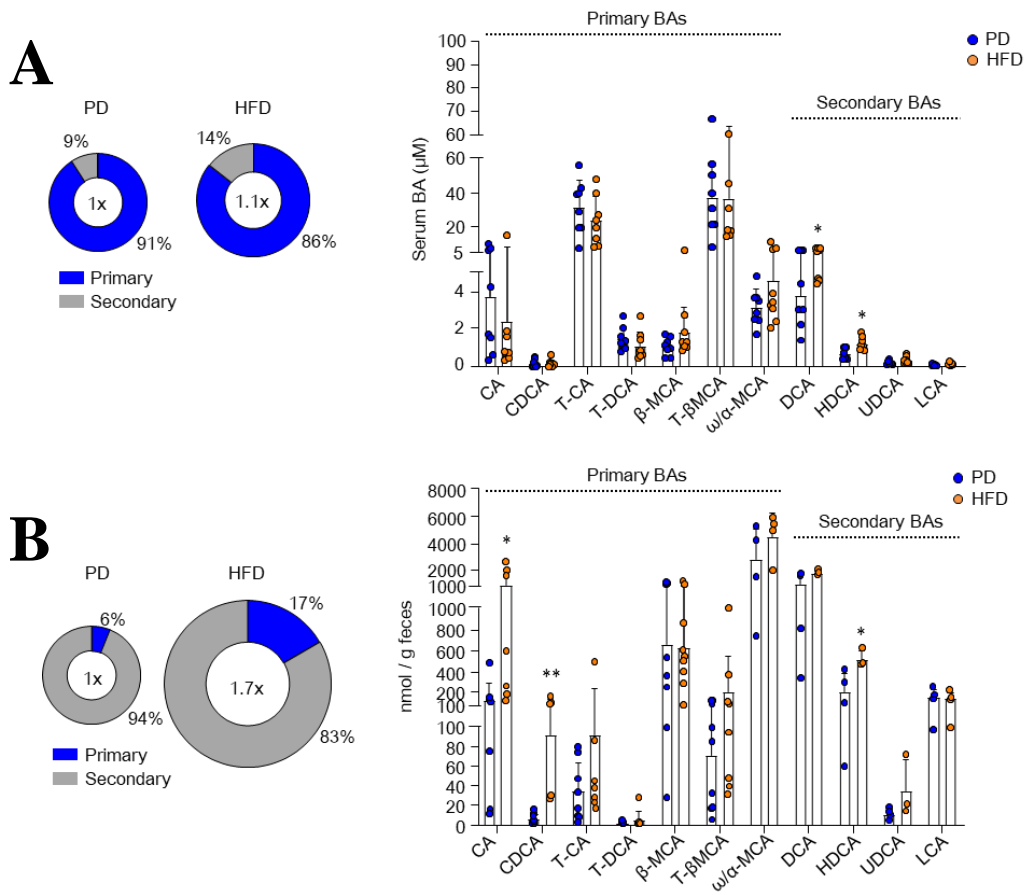 A
PD
HFD
9%
1x
91%
14%
1.1x
86%
Primary
Secondary
Primary BAs
Secondary BAs
PD
HFD
Serum BA (μM)
100
90
80
70
60
60
40
20
5
4
2
0
*
*
CA
CDCA
T-CA
T-DCA
β-MCA
T-βMCA
ω/α-MCA
DCA
HDCA
UDCA
LCA
B
PD
HFD
6%
1x
94%
17%
1.7x
83%
Primary
Secondary
Primary BAs
Secondary BAs
PD
HFD
nmol / g feces
8000
6000
4000
2000
1000
1000
800
600
400
200
100
80
60
40
20
0
*
**
*
CA
CDCA
T-CA
T-DCA
β-MCA
T-βMCA
ω/α-MCA
DCA
HDCA
UDCA
LCA